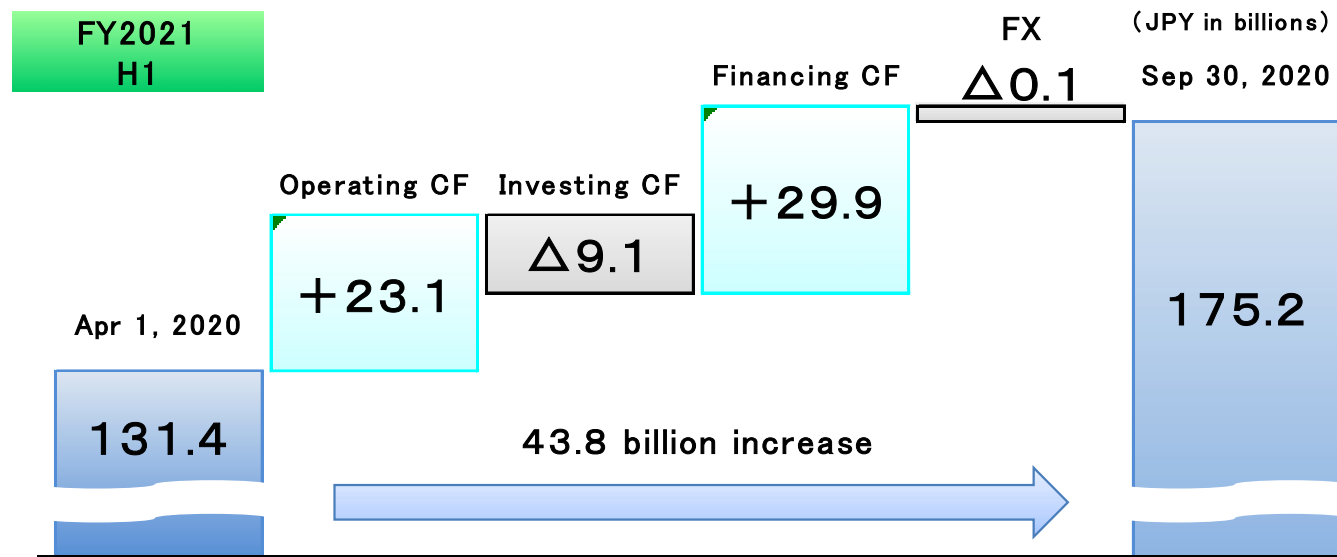 FY2021
H1
(JPY in billions)
FX
Financing CF
△0.1
Sep 30, 2020
Operating CF
Investing CF
+29.9
△9.1
+23.1
175.2
Apr 1, 2020
131.4
43.8 billion increase